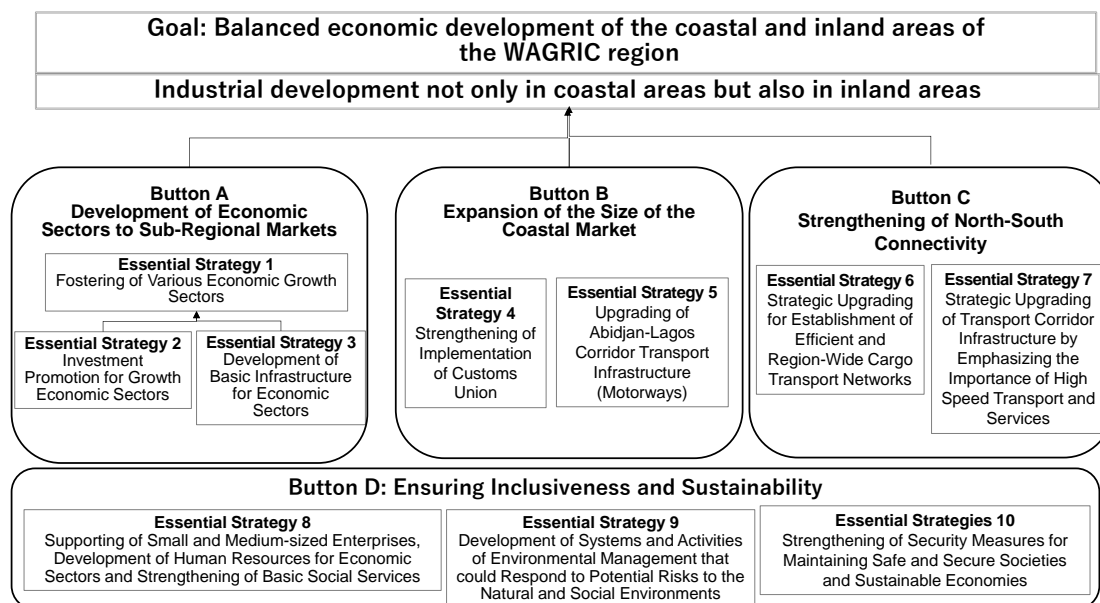 Goal: Balanced economic development of the coastal and inland areas of
the WAGRIC region
Industrial development not only in coastal areas but also in inland areas
Button A
Development of Economic
Sectors to Sub-Regional Markets
Essential Strategy 1
Fostering of Various Economic Growth
Sectors
Essential Strategy 2
Investment
Promotion for Growth
Economic Sectors
Essential Strategy 3
Development of
Basic Infrastructure
for Economic
Sectors
Button B
Expansion of the Size of the
Coastal Market
Essential
Strategy 4
Strengthening of
Implementation
of Customs
Union
Essential Strategy 5
Upgrading of
Abidjan-Lagos
Corridor Transport
Infrastructure
(Motorways)
Button C
Strengthening of North-South
Connectivity
Essential Strategy 6
Strategic Upgrading
for Establishment of
Efficient and
Region-Wide Cargo
Transport Networks
Essential Strategy 7
Strategic Upgrading
of Transport Corridor
Infrastructure by
Emphasizing the
Importance of High
Speed Transport and
Services
Button D: Ensuring Inclusiveness and Sustainability
Essential Strategy 8
Supporting of Small and Medium-sized Enterprises,
Development of Human Resources for Economic
Sectors and Strengthening of Basic Social Services
Essential Strategy 9
Development of Systems and Activities
of Environmental Management that
could Respond to Potential Risks to the
Natural and Social Environments
Essential Strategies 10
Strengthening of Security Measures for
Maintaining Safe and Secure Societies
and Sustainable Economies